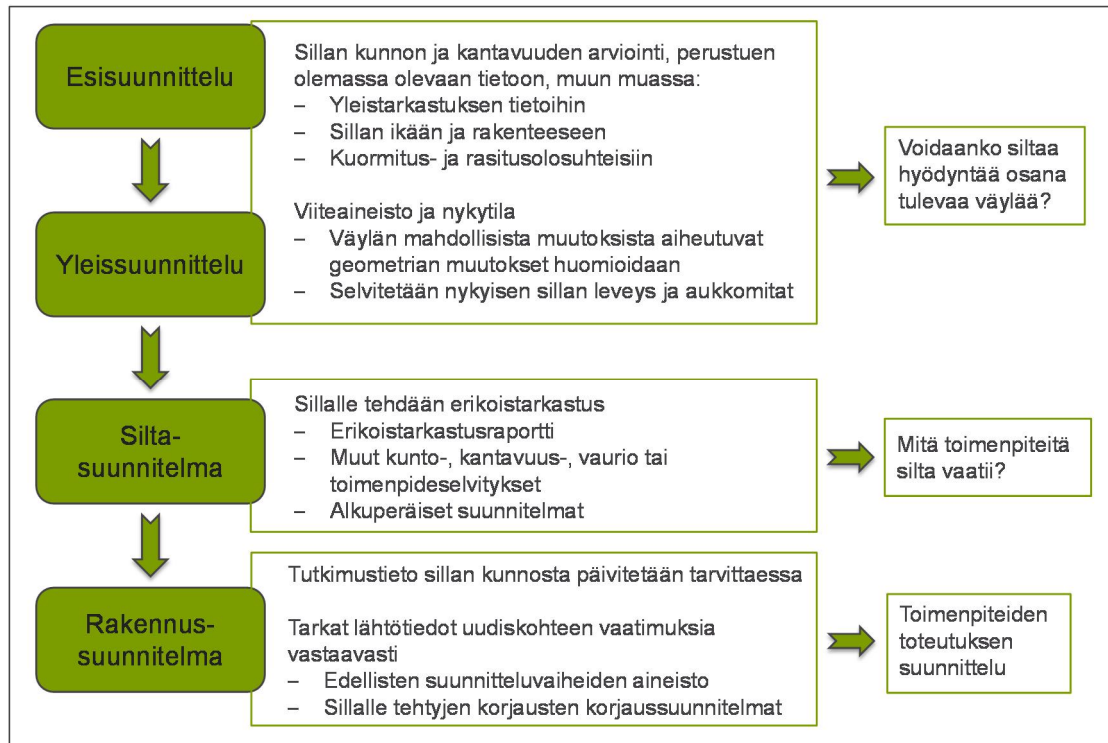 Esisuunnittelu
Sillan kunnon ja kantavuuden arviointi, perustuen
olemassa olevaan tietoon, muun muassa:
– Yleistarkastuksen tietoihin
– Sillan ikään ja rakenteeseen
– Kuormitus- ja rasitusolosuhteisiin
Yleissuunnittelu
Viiteaineisto ja nykytila
– Väylän mahdollisista muutoksista aiheutuvat
geometrian muutokset huomioidaan
– Selvitetään nykyisen sillan leveys ja aukkomitat
Voidaanko siltaa
hyödyntää osana
tulevaa väylää?
Silta-
suunnitelma
Sillalle tehdään erikoistarkastus
– Erikoistarkastusraportti
– Muut kunto-, kantavuus-, vaurio tai
toimenpideselvitykset
– Alkuperäiset suunnitelmat
Mitä toimenpiteitä
silta vaatii?
Rakennus-
suunnitelma
Tutkimustieto sillan kunnosta päivitetään tarvittaessa
Tarkat lähtötiedot uudiskohteen vaatimuksia
vastaavasti
– Edellisten suunnitteluvaiheiden aineisto
– Sillalle tehtyjen korjausten korjaussuunnitelmat
Toimenpiteiden
toteutuksen
suunnittelu